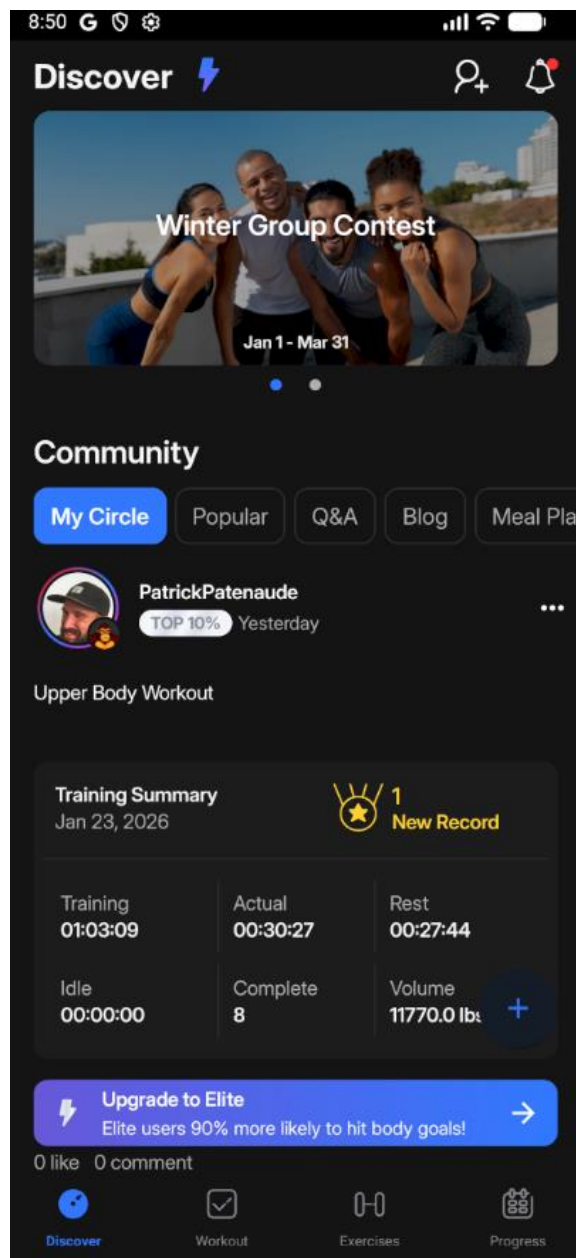 8:50 G
Discover
Winter Group Contest
Jan 1 - Mar 31
Community
My Circle Popular Q&A Blog Meal Pla
PatrickPatenaude
TOP 10% Yesterday
Upper Body Workout
Training Summary
Jan 23, 2026
1
New Record
Training Actual Rest
01:03:09 00:30:27 00:27:44
Idle Complete Volume
00:00:00 8 11770.0 lbs
+
Upgrade to Elite
Elite users 90% more likely to hit body goals!
0 like 0 comment
Discover Workout Exercises Progress